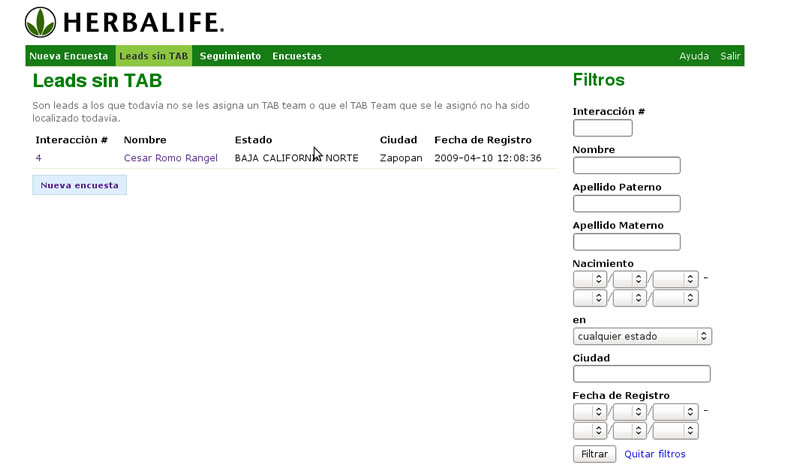 HERBALIFE.
Nueva Encuesta Leads sin TAB Seguimiento Encuestas Ayuda Salir
Leads sin TAB
Son leads a los que todavía no se les asigna un TAB team o que el TAB Team que se le asignó no ha sido
localizado todavía.
Interacción # Nombre Estado Ciudad Fecha de Registro
4 Cesar Romo Rangel BAJA CALIFORNIA NORTE Zapopan 2009-04-10 12:08:36
Nueva encuesta
Filtros
Interacción #
Nombre
Apellido Paterno
Apellido Materno
Nacimiento
/ / -
/ /
en
cualquier estado
Ciudad
Fecha de Registro
/ / -
/ /
Filtrar Quitar filtros